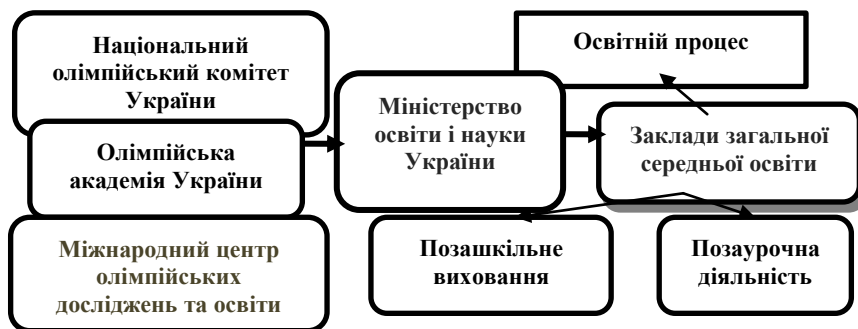 Національний
олімпійський комітет
України
Олімпійська
академія України
Міжнародний центр
олімпійських
досліджень та освіти
Міністерство
освіти і науки
України
Освітній процес
Заклади загальної
середньої освіти
Позашкільне
виховання
Позаурочна
діяльність